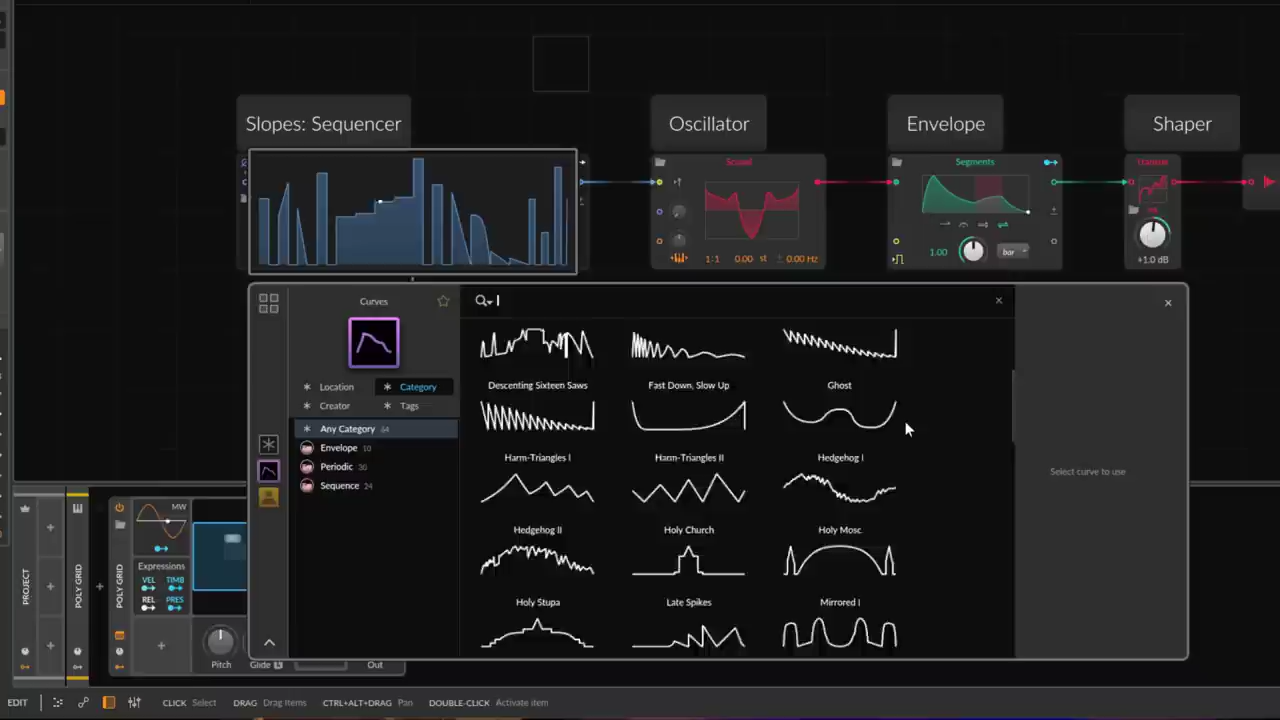 Slopes: Sequencer
Oscillator
Envelope
Shaper
Segments
1:1
0.00 st
0.00 Hz
1.00
bar
+1.0 dB
Curves
Location
Category
Creator
Tags
Any Category 64
Envelope 10
Periodic 30
Sequence 24
Descenting Sixteen Saws
Fast Down, Slow Up
Ghost
Harm-Triangles I
Harm-Triangles II
Hedgehog I
Hedgehog II
Holy Church
Holy Mosc
Holy Stupa
Late Spikes
Mirrored I
Select curve to use
PROJECT
POLY GRID
POLY GRID
MW
Expressions
VEL
TIMB
REL
PRES
Pitch
Glide L
Out
EDIT
CLICK Select
DRAG Drag Items
CTRL+ALT+DRAG Pan
DOUBLE-CLICK Activate item